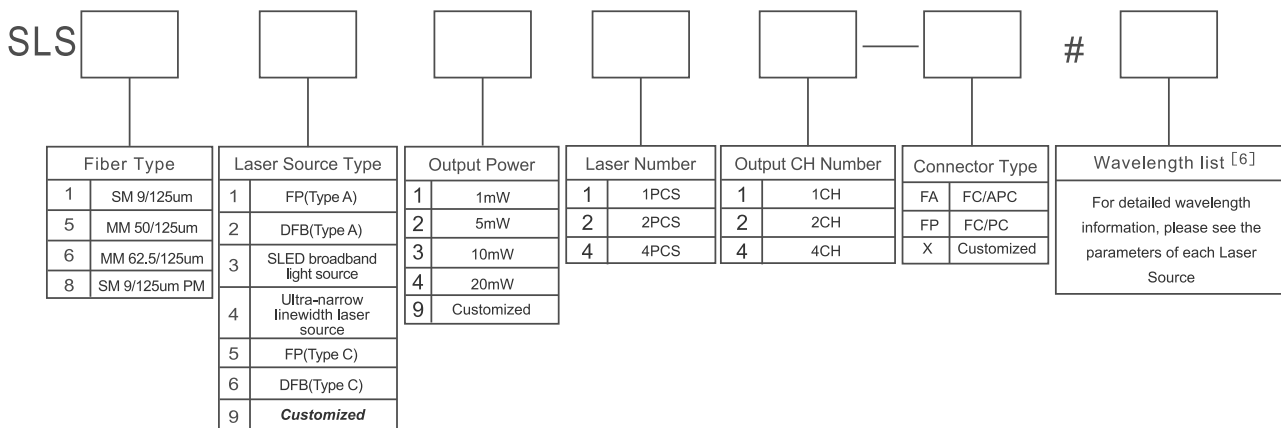 SLS — #
Fiber Type
1 SM 9/125um
5 MM 50/125um
6 MM 62.5/125um
8 SM 9/125um PM
Laser Source Type
1 FP(Type A)
2 DFB(Type A)
3 SLED broadband
light source
4 Ultra-narrow
linewidth laser
source
5 FP(Type C)
6 DFB(Type C)
9 Customized
Output Power
1 1mW
2 5mW
3 10mW
4 20mW
9 Customized
Laser Number
1 1PCS
2 2PCS
4 4PCS
Output CH Number
1 1CH
2 2CH
4 4CH
Connector Type
FA FC/APC
FP FC/PC
X Customized
Wavelength list [6]
For detailed wavelength
information, please see the
parameters of each Laser
Source